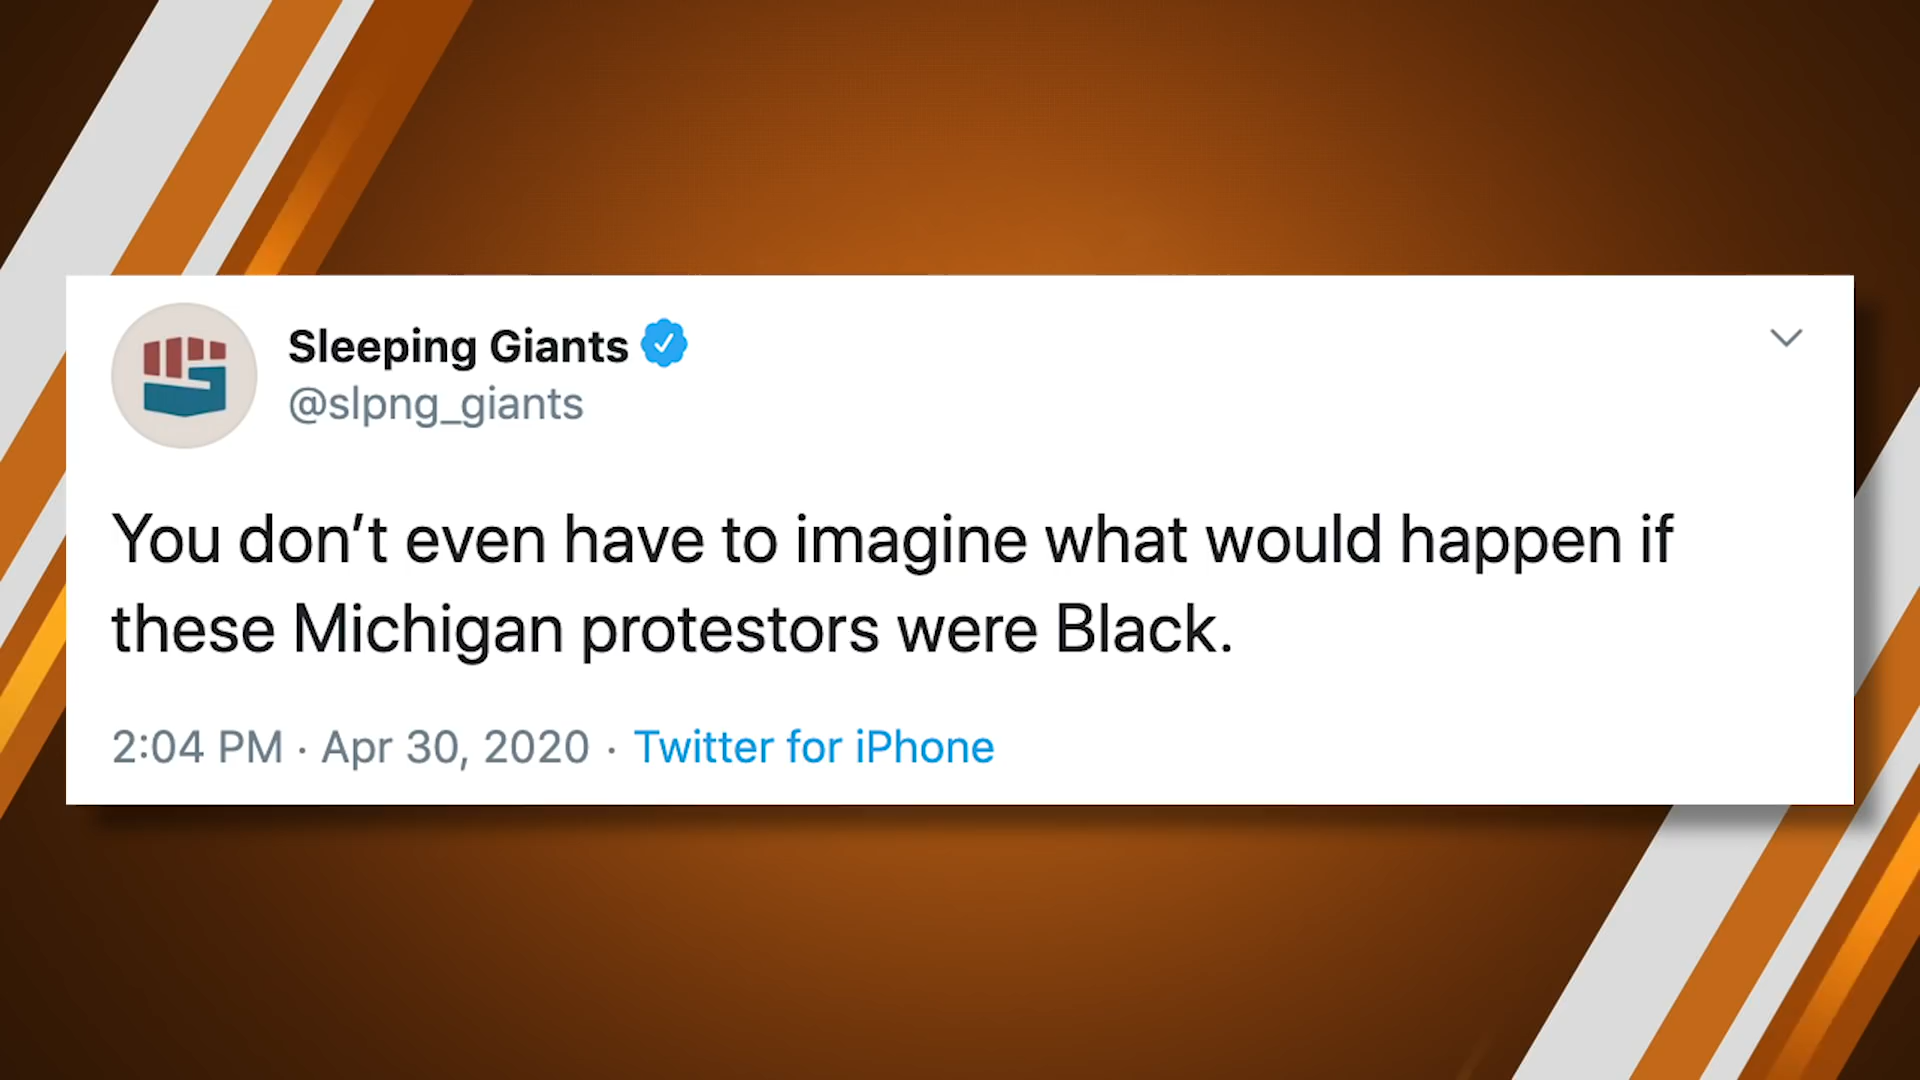 Sleeping Giants
@slpng_giants
You don’t even have to imagine what would happen if
these Michigan protestors were Black.
2:04 PM · Apr 30, 2020 · Twitter for iPhone